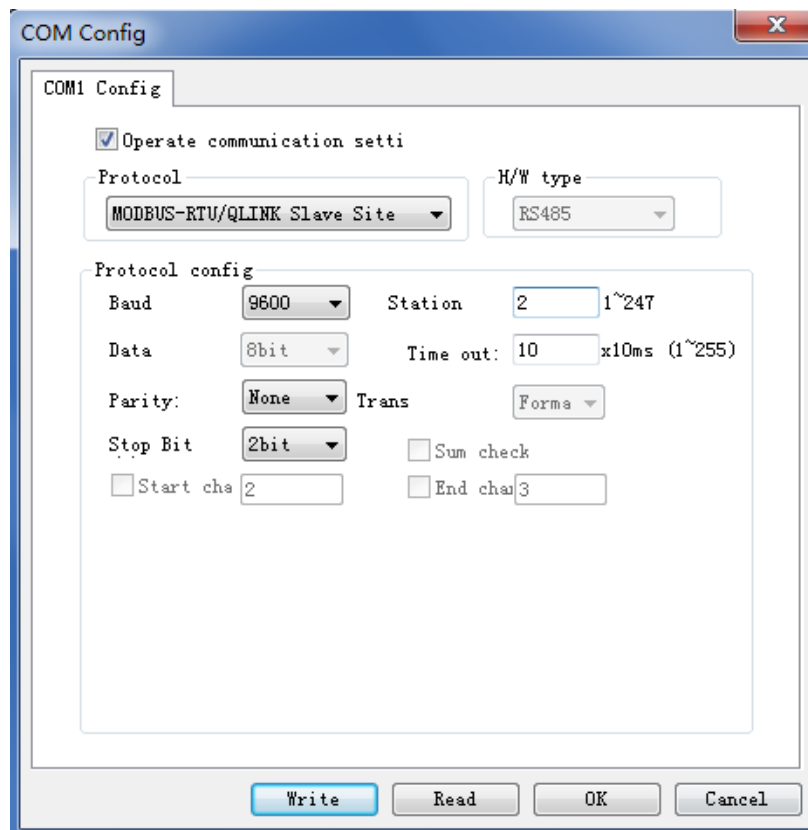 COM Config
COM1 Config
Operate communication setti
Protocol
H/W type
MODBUS-RTU/QLINK Slave Site
RS485
Protocol config
Baud 9600 Station 2 1~247
Data 8bit Time out: 10 x10ms (1~255)
Parity: None Trans Forma
Stop Bit 2bit Sum check
Start cha 2 End cha 3
Write Read OK Cancel